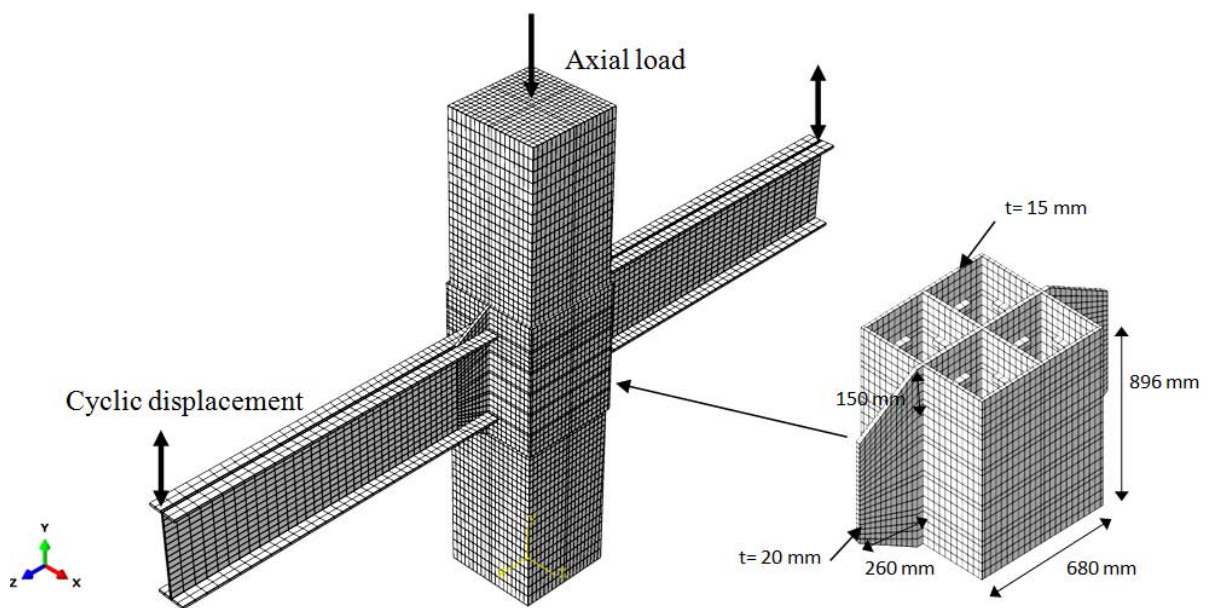 Axial load
t= 15 mm
150 mm
896 mm
Cyclic displacement
t= 20 mm
260 mm
680 mm
Y
Z
X